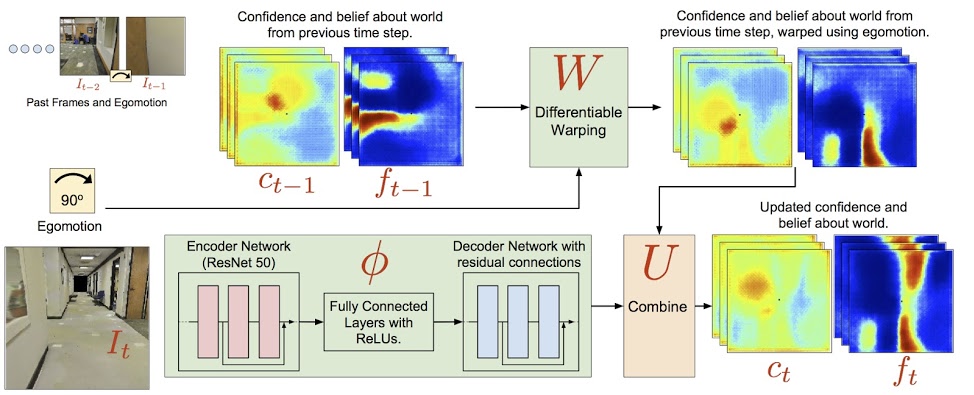 Confidence and belief about world
from previous time step.
Confidence and belief about world from
previous time step, warped using egomotion.
I_{t-2}
I_{t-1}
Past Frames and Egomotion
W
Differentiable
Warping
c_{t-1}
f_{t-1}
90º
Egomotion
Updated confidence and
belief about world.
Encoder Network
(ResNet 50)
ϕ
Decoder Network with
residual connections
Fully Connected
Layers with
ReLUs.
U
Combine
I_t
c_t
f_t